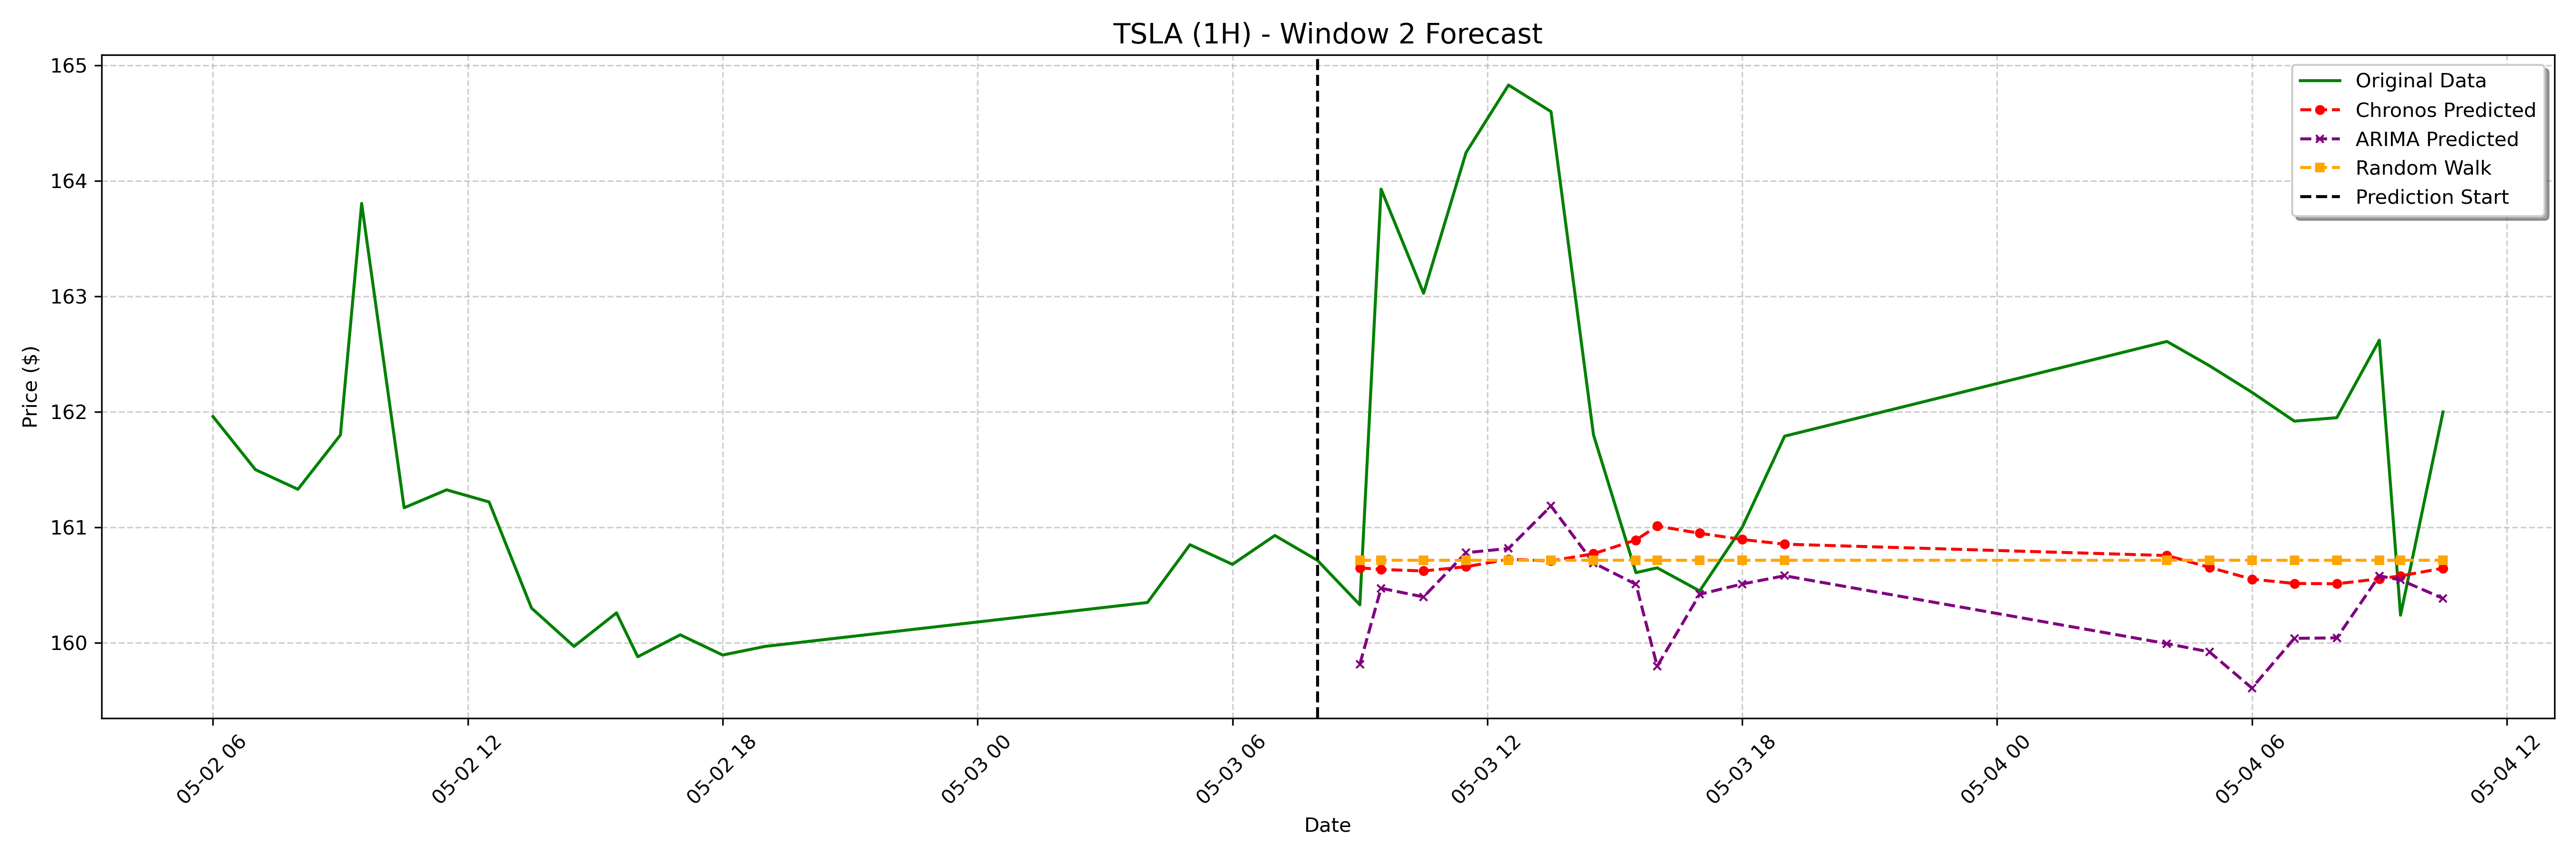 TSLA (1H) - Window 2 Forecast
Price ($)
165
164
163
162
161
160
Original Data
Chronos Predicted
ARIMA Predicted
Random Walk
Prediction Start
05-02 06
05-02 12
05-02 18
05-03 00
05-03 06
05-03 12
05-03 18
05-04 00
05-04 06
05-04 12
Date